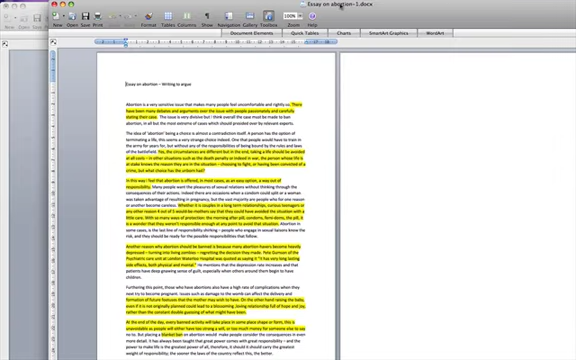 Essay on abortion-1.docx
New Open Save Print Undo Redo Format Tables Columns Show Navigation Gallery Toolbox Zoom Help
100%
Document Elements Quick Tables Charts SmartArt Graphics WordArt
Essay on abortion – Writing to argue
Abortion is a very sensitive issue that makes many people feel uncomfortable and rightly so. There
have been many debates and arguments over the issue with people passionately and carefully
stating their case. The issue is very divisive but I think overall the case must be made to ban
abortion, in all but the most extreme of cases which should provided over by relevant experts.
The idea of 'abortion' being a choice is almost a contradiction itself. A person has the option of
terminating a life, this seems a very strange choice indeed. One that people would have to train in
the army for years for, but without any of the responsibilities of being bound by the rules and laws
of the battlefield. Yes, the circumstances are different but in the end, taking a life should be avoided
at all costs – in other situations such as the death penalty or indeed in war, the person whose life is
at stake knows the reason they are in the situation – choosing to fight, or having been convicted of a
crime, but what choice has the unborn had?
In this way I feel that abortion is offered, in most cases, as an easy option, a way out of
responsibility. Many people want the pleasures of sexual relations without thinking through the
consequences of their actions. Indeed there are occasions when a condom could split or a woman
was taken advantage of resulting in pregnancy, but the vast majority are people who for one reason
or another become careless. Whether it is couples in a long term relationships, curious teenagers or
any other reason 4 out of 5 would-be mothers say that they could have avoided the situation with a
little care. With so many ways of protection: the morning after pill, condoms, femi-doms, the pill, it
is a wonder that they weren't responsible enough at any point to avoid that situation. Abortion in
some cases, is the last line of responsibility shirking – people who engage in sexual liaisons know the
risk, and they should be ready for the possible responsibilities that follow.
Another reason why abortion should be banned is because many abortion-havers become heavily
depressed – turning into living zombies – regretting the decision they made. Pete Gumson of the
Psychiatric care unit at London Waterloo Hospital was quoted as saying it "it has very long lasting
side effects, both physical and mental." He mentions that the depression rate increases and that
patients have deep growing sense of guilt, especially when others around them begin to have
children.
Furthering this point, those who have abortions also have a high rate of complications when they
next try to become pregnant. Issues such as damage to the womb can affect the delivery and
formation of future features that the mother may wish to have. On the other hand raising the baby,
even if it is not originally planned could lead to a blossoming loving relationship full of hope and joy,
rather than the constant double guessing of what might have been.
At the end of the day, every banned activity will take in some place shape or form, this is
unavoidable as people will either have too strong a will, or too much money for someone else to say
no to. But placing a blanket ban on abortion would make people consider the consequences in even
more detail. It has always been taught that great power comes with great responsibility – and the
power to make life is the greatest power of all, therefore, it should it should carry the greatest
weight of responsibility; the sooner the laws of the country reflect this, the better.